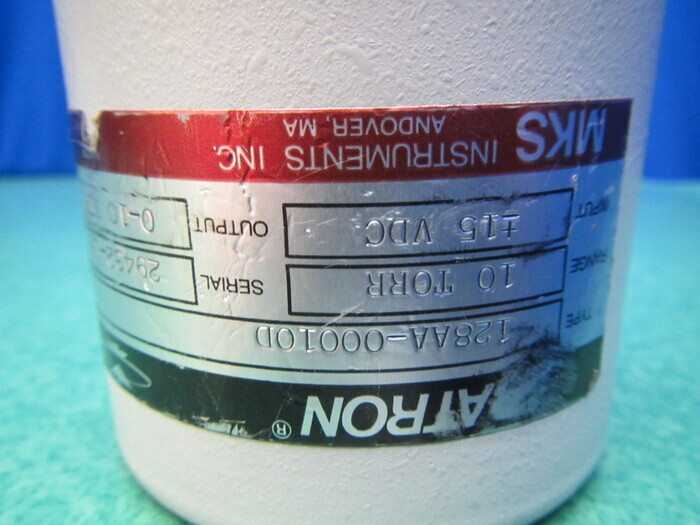 ATRON®
TYPE 128AA-00010D
RANGE 10 TORR SERIAL 29492-
INPUT ±15 VDC OUTPUT 0-10
MKS INSTRUMENTS INC.
ANDOVER, MA